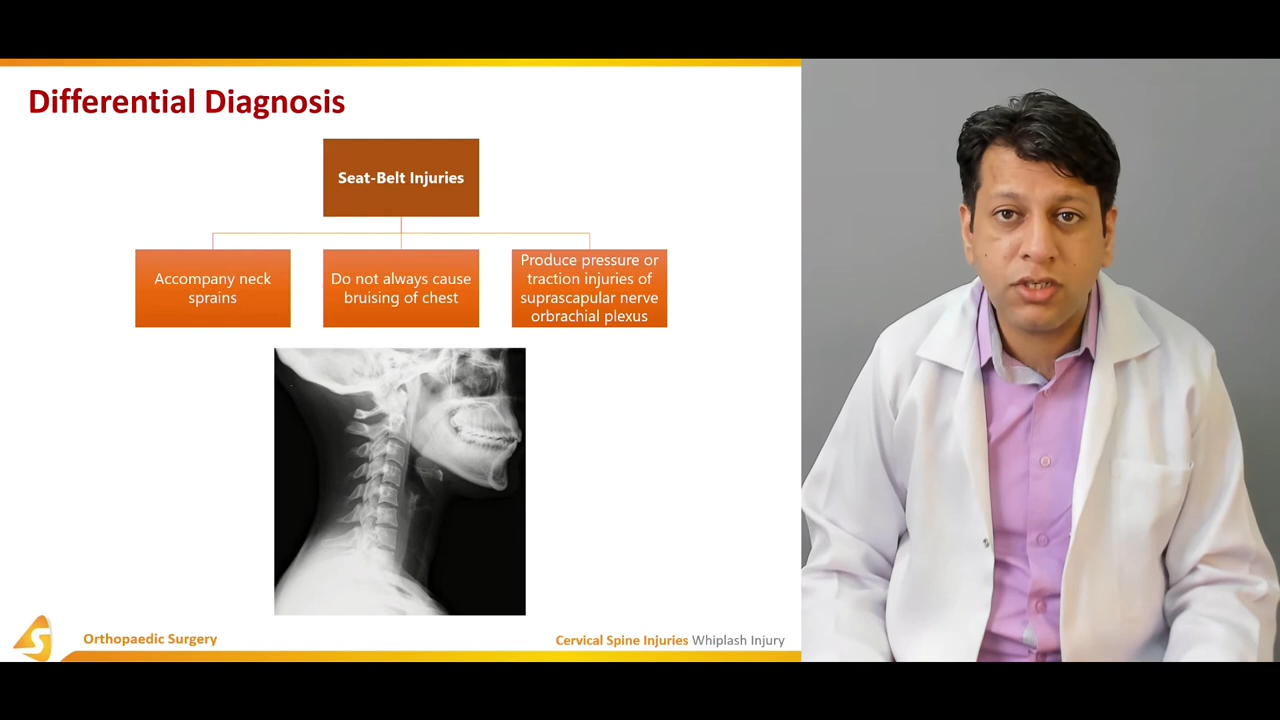 Differential Diagnosis
Seat-Belt Injuries
Accompany neck
sprains
Do not always cause
bruising of chest
Produce pressure or
traction injuries of
suprascapular nerve
orbrachial plexus
S
Orthopaedic Surgery
Cervical Spine Injuries Whiplash Injury